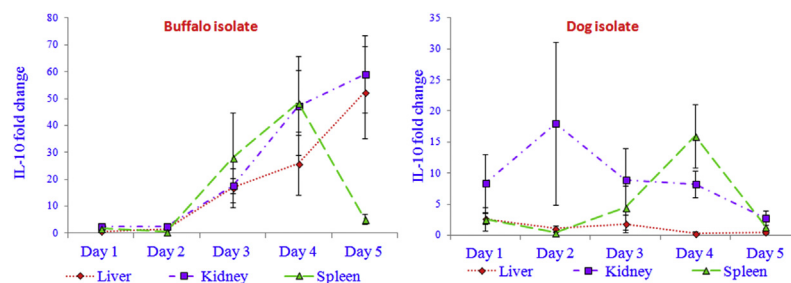 Buffalo isolate
IL-10 fold change
80
70
60
50
40
30
20
10
0
Day 1 Day 2 Day 3 Day 4 Day 5
Liver Kidney Spleen
Dog isolate
IL-10 fold change
35
30
25
20
15
10
5
0
Day 1 Day 2 Day 3 Day 4 Day 5
Liver Kidney Spleen